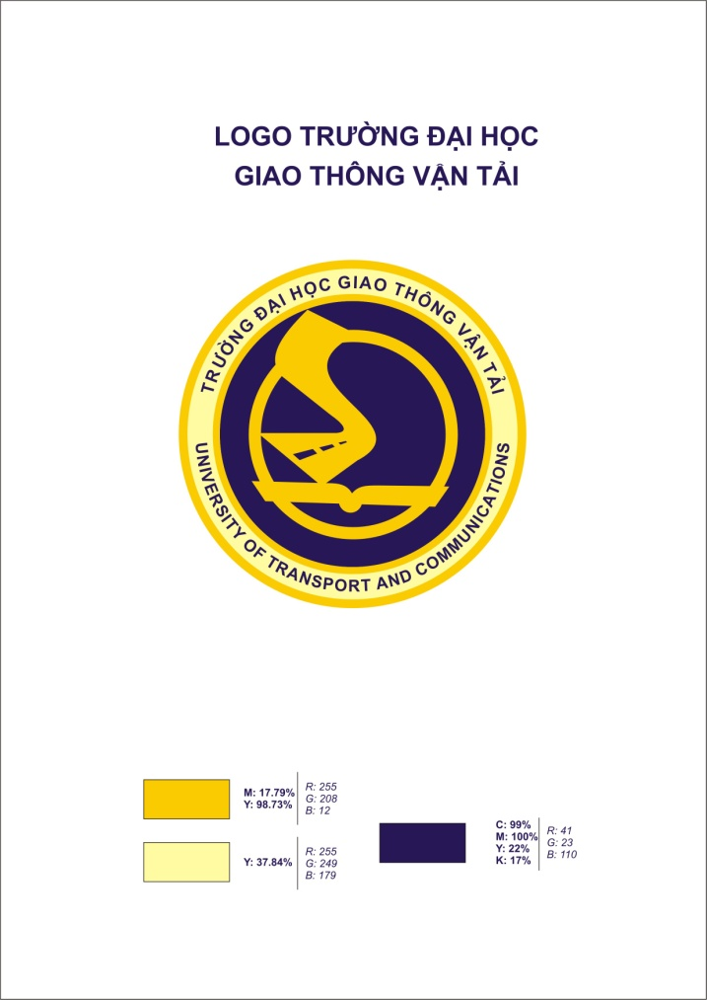 LOGO TRƯỜNG ĐẠI HỌC
GIAO THÔNG VẬN TẢI
TRƯỜNG ĐẠI HỌC GIAO THÔNG VẬN TẢI
UNIVERSITY OF TRANSPORT AND COMMUNICATIONS
M: 17.79%
Y: 98.73%
R: 255
G: 208
B: 12
Y: 37.84%
R: 255
G: 249
B: 179
C: 99%
M: 100%
Y: 22%
K: 17%
R: 41
G: 23
B: 110